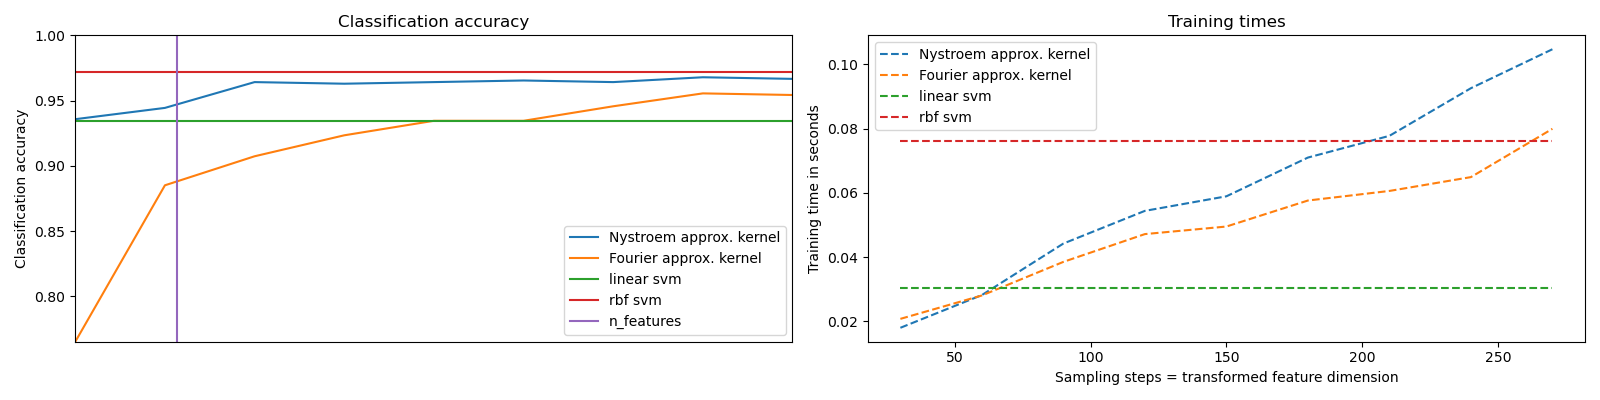 Classification accuracy
Classification accuracy
1.00
0.95
0.90
0.85
0.80
Nystroem approx. kernel
Fourier approx. kernel
linear svm
rbf svm
n_features
Training times
Training time in seconds
0.10
0.08
0.06
0.04
0.02
Nystroem approx. kernel
Fourier approx. kernel
linear svm
rbf svm
50
100
150
200
250
Sampling steps = transformed feature dimension